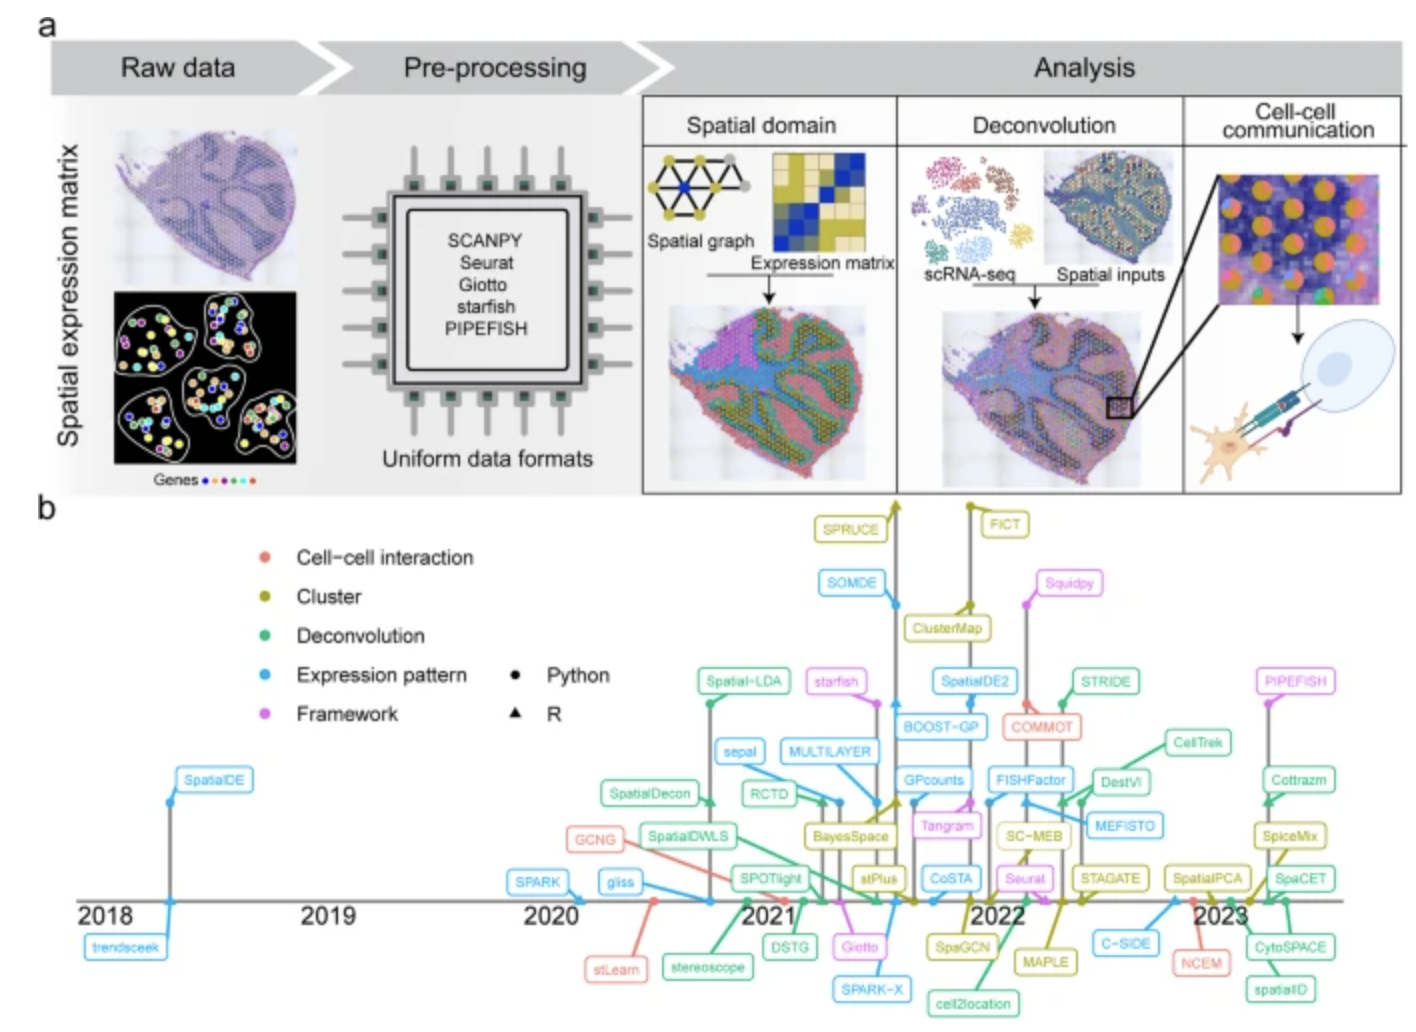 a
Raw data
Pre-processing
Analysis
Spatial expression matrix
Genes
SCANPY
Seurat
Giotto
starfish
PIPEFISH
Uniform data formats
Spatial domain
Spatial graph
Expression matrix
Deconvolution
scRNA-seq
Spatial inputs
Cell-cell
communication
b
Cell-cell interaction
Cluster
Deconvolution
Expression pattern
Framework
Python
R
SPRUCE
FICT
SOMDE
Squidpy
ClusterMap
Spatial-LDA
starfish
SpatialDE2
STRIDE
PIPEFISH
BOOST-GP
COMMOT
CellTrek
sepal
MULTILAYER
SpatialDE
GPcounts
FISHFactor
DestVI
Cottrazm
SpatialDecon
RCTD
Tangram
MEFISTO
GCNG
SpatialDWLS
BayesSpace
SC-MEB
SpiceMix
SPARK
gliss
SPOTlight
stPlus
CoSTA
Seurat
STAGATE
SpatialPCA
SpaCET
2018
2019
2020
2021
2022
2023
trendsceek
stLearn
stereoscope
DSTG
Giotto
SPARK-X
SpaGCN
cell2location
MAPLE
C-SIDE
NCEM
CytoSPACE
spatialID